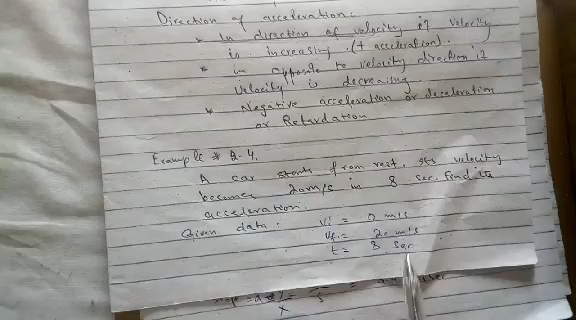 Direction of acceleration:
* In direction of velocity if velocity
is increasing. (+ acceleration).
* in opposite to velocity direction if
velocity is decreasing
* Negative acceleration or deceleration
or Retardation
Example # 2.4.
A car starts from rest. Its velocity
becomes 20m/s in 8 sec. find its
acceleration.
Given data: Vi = 0 m/s
Vf = 20 m/s
t = 8 sec